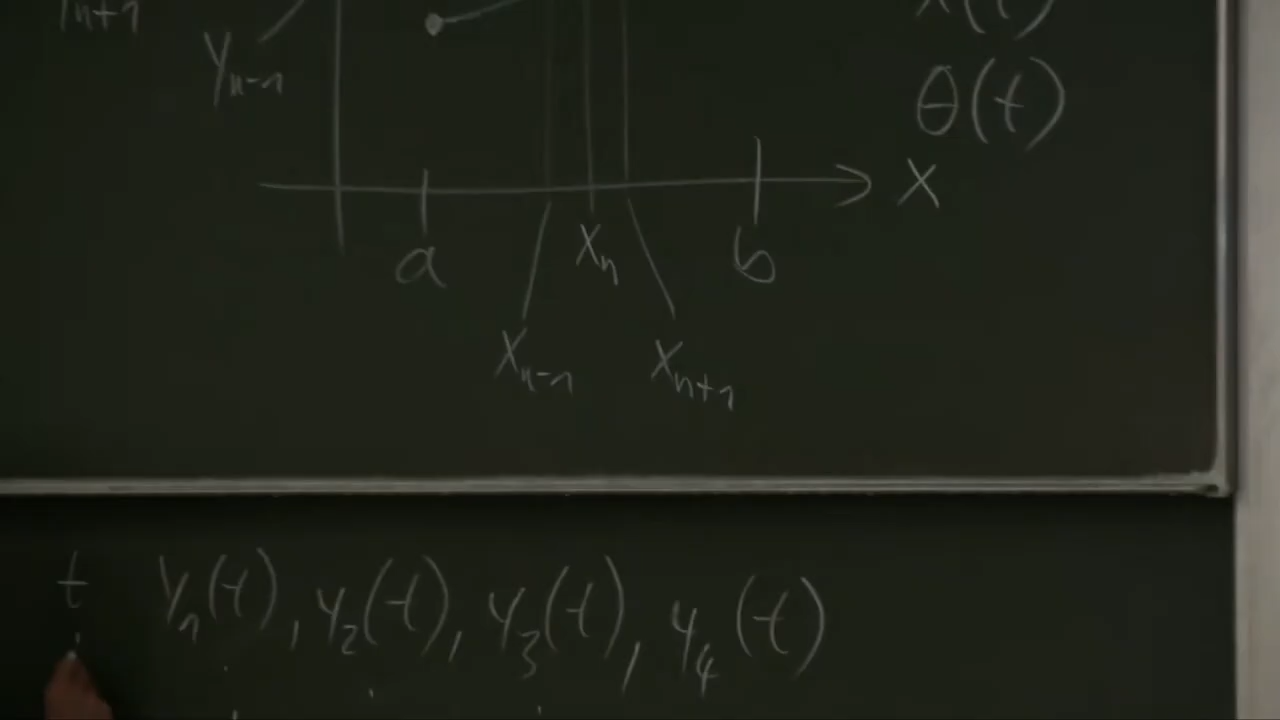 y_{n+1}
y_{n-1}
x(t)
θ(t)
x
a
x_n
b
x_{n-1}
x_{n+1}
t y_1(t), y_2(t), y_3(t), y_4(t)